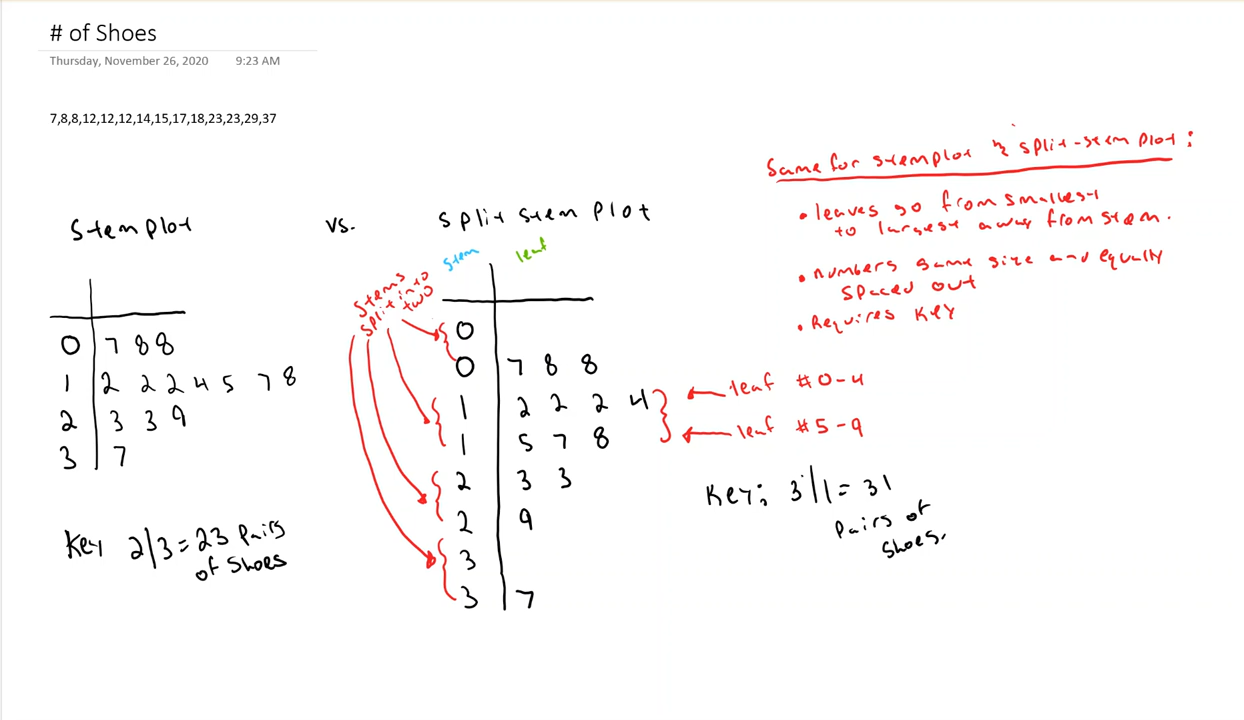 # of Shoes
Thursday, November 26, 2020 9:23 AM
7,8,8,12,12,12,14,15,17,18,23,23,29,37
Stemplot
0 | 7 8 8
1 | 2 2 2 4 5 7 8
2 | 3 3 9
3 | 7
Key 2|3 = 23 Pairs
of Shoes
vs.
Split Stem Plot
stem leaf
Stems
split into
two
0 |
0 | 7 8 8
1 | 2 2 2 4
1 | 5 7 8
2 | 3 3
2 | 9
3 |
3 | 7
leaf #0-4
leaf #5-9
Key: 3|1 = 31
Pairs of
Shoes.
Same for stemplot & split-stem plot:
• leaves go from smallest
to largest away from stem.
• numbers same size and equally
spaced out
• Requires Key